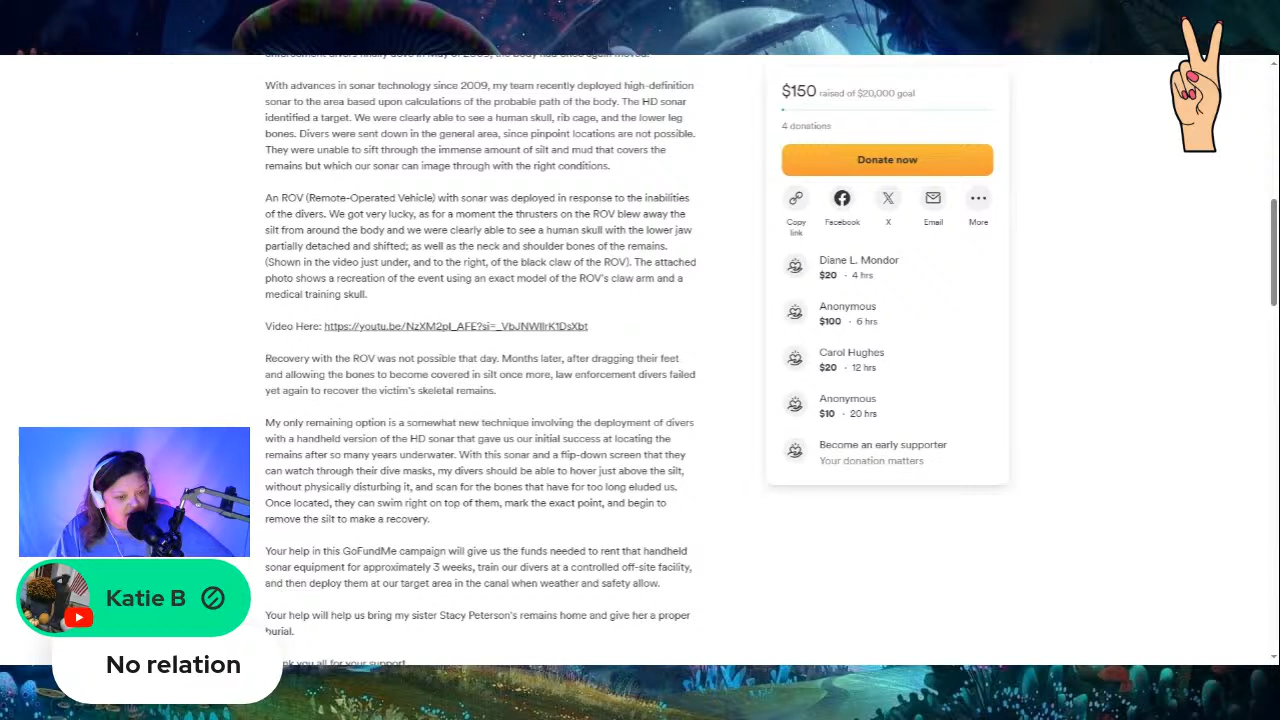 enforcement divers finally dove in May of 2009, the body had once again moved.
With advances in sonar technology since 2009, my team recently deployed high-definition
sonar to the area based upon calculations of the probable path of the body. The HD sonar
identified a target. We were clearly able to see a human skull, rib cage, and the lower leg
bones. Divers were sent down in the general area, since pinpoint locations are not possible.
They were unable to sift through the immense amount of silt and mud that covers the
remains but which our sonar can image through with the right conditions.
An ROV (Remote-Operated Vehicle) with sonar was deployed in response to the inabilities
of the divers. We got very lucky, as for a moment the thrusters on the ROV blew away the
silt from around the body and we were clearly able to see a human skull with the lower jaw
partially detached and shifted; as well as the neck and shoulder bones of the remains.
(Shown in the video just under, and to the right, of the black claw of the ROV). The attached
photo shows a recreation of the event using an exact model of the ROV's claw arm and a
medical training skull.
Video Here:
Recovery with the ROV was not possible that day. Months later, after dragging their feet
and allowing the bones to become covered in silt once more, law enforcement divers failed
yet again to recover the victim's skeletal remains.
My only remaining option is a somewhat new technique involving the deployment of divers
with a handheld version of the HD sonar that gave us our initial success at locating the
remains after so many years underwater. With this sonar and a flip-down screen that they
can watch through their dive masks, my divers should be able to hover just above the silt,
without physically disturbing it, and scan for the bones that have for too long eluded us.
Once located, they can swim right on top of them, mark the exact point, and begin to
remove the silt to make a recovery.
Your help in this GoFundMe campaign will give us the funds needed to rent that handheld
sonar equipment for approximately 3 weeks, train our divers at a controlled off-site facility,
and then deploy them at our target area in the canal when weather and safety allow.
Your help will help us bring my sister Stacy Peterson's remains home and give her a proper
burial.
you all for your support!
$150 raised of $20,000 goal
4 donations
Donate now
Copy link
Facebook
X
Email
More
Diane L. Mondor
$20 · 4 hrs
Anonymous
$100 · 6 hrs
Carol Hughes
$20 · 12 hrs
Anonymous
$10 · 20 hrs
Become an early supporter
Your donation matters
Katie B
No relation